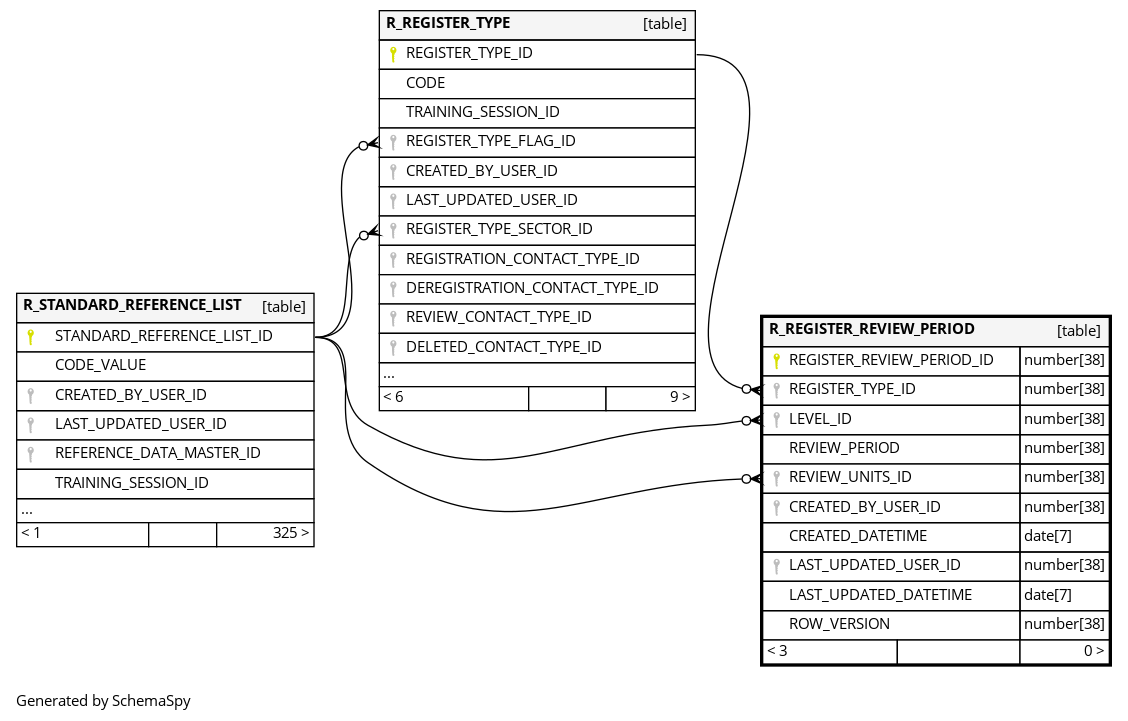 R_REGISTER_TYPE [table]
REGISTER_TYPE_ID
CODE
TRAINING_SESSION_ID
REGISTER_TYPE_FLAG_ID
CREATED_BY_USER_ID
LAST_UPDATED_USER_ID
REGISTER_TYPE_SECTOR_ID
REGISTRATION_CONTACT_TYPE_ID
DEREGISTRATION_CONTACT_TYPE_ID
REVIEW_CONTACT_TYPE_ID
DELETED_CONTACT_TYPE_ID
...
< 6 9 >
R_STANDARD_REFERENCE_LIST [table]
STANDARD_REFERENCE_LIST_ID
CODE_VALUE
CREATED_BY_USER_ID
LAST_UPDATED_USER_ID
REFERENCE_DATA_MASTER_ID
TRAINING_SESSION_ID
...
< 1 325 >
R_REGISTER_REVIEW_PERIOD [table]
REGISTER_REVIEW_PERIOD_ID number[38]
REGISTER_TYPE_ID number[38]
LEVEL_ID number[38]
REVIEW_PERIOD number[38]
REVIEW_UNITS_ID number[38]
CREATED_BY_USER_ID number[38]
CREATED_DATETIME date[7]
LAST_UPDATED_USER_ID number[38]
LAST_UPDATED_DATETIME date[7]
ROW_VERSION number[38]
< 3 0 >
Generated by SchemaSpy